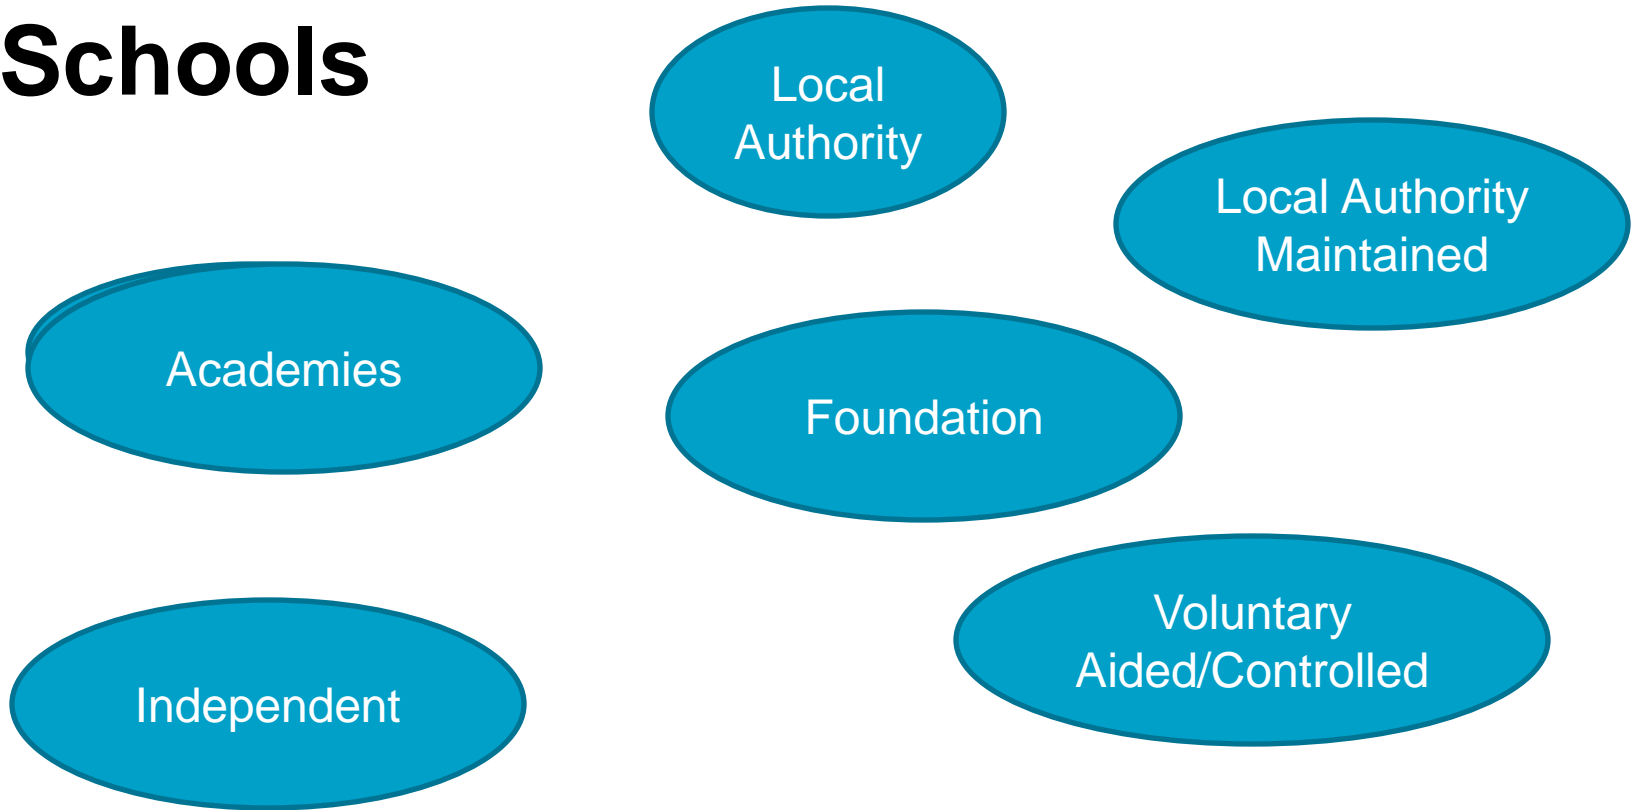 Schools
Local
Authority
Local Authority
Maintained
Academies
Foundation
Voluntary
Aided/Controlled
Independent